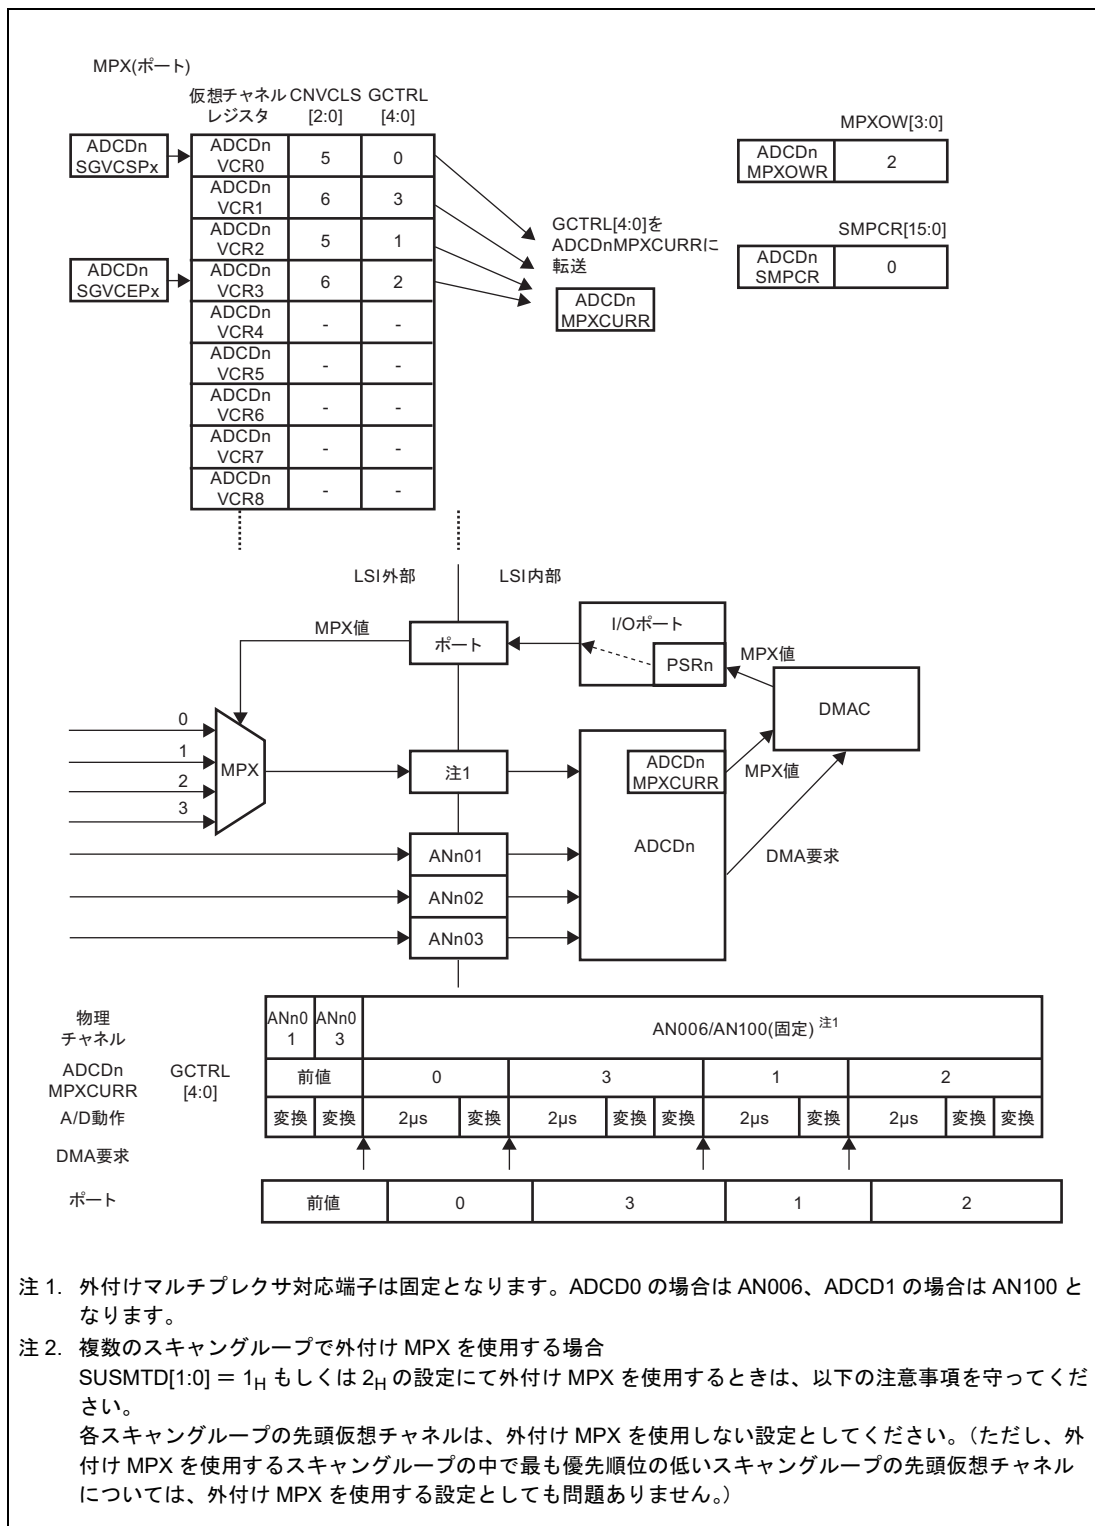 MPX(ポート)
仮想チャネル CNVCLS GCTRL
レジスタ [2:0] [4:0]
MPXOW[3:0]
ADCDn
SGVCSPx
ADCDn
VCR0
5 0
ADCDn
MPXOWR
2
ADCDn
VCR1
6 3
ADCDn
VCR2
5 1
GCTRL[4:0]を
ADCDnMPXCURRに
転送
SMPCR[15:0]
ADCDn
SMPCR
0
ADCDn
SGVCEPx
ADCDn
VCR3
6 2
ADCDn
MPXCURR
ADCDn
VCR4
- -
ADCDn
VCR5
- -
ADCDn
VCR6
- -
ADCDn
VCR7
- -
ADCDn
VCR8
- -
LSI外部 LSI内部
MPX値
ポート
I/Oポート
PSRn
MPX値
DMAC
0
1
2
3
MPX
注1
ADCDn
MPXCURR
MPX値
ADCDn
DMA要求
ANn01
ANn02
ANn03
物理
チャネル
ANn0
1
ANn0
3
AN006/AN100(固定) 注1
ADCDn
MPXCURR
GCTRL
[4:0]
前値 0 3 1 2
A/D動作 変換 変換 2μs 変換 2μs 変換 変換 2μs 変換 2μs 変換 変換
DMA要求
ポート 前値 0 3 1 2
注 1. 外付けマルチプレクサ対応端子は固定となります。ADCD0 の場合は AN006、ADCD1 の場合は AN100 と
なります。
注 2. 複数のスキャングループで外付け MPX を使用する場合
SUSMTD[1:0] = 1H もしくは 2H の設定にて外付け MPX を使用するときは、以下の注意事項を守ってくだ
さい。
各スキャングループの先頭仮想チャネルは、外付け MPX を使用しない設定としてください。(ただし、外
付け MPX を使用するスキャングループの中で最も優先順位の低いスキャングループの先頭仮想チャネル
については、外付け MPX を使用する設定としても問題ありません。)